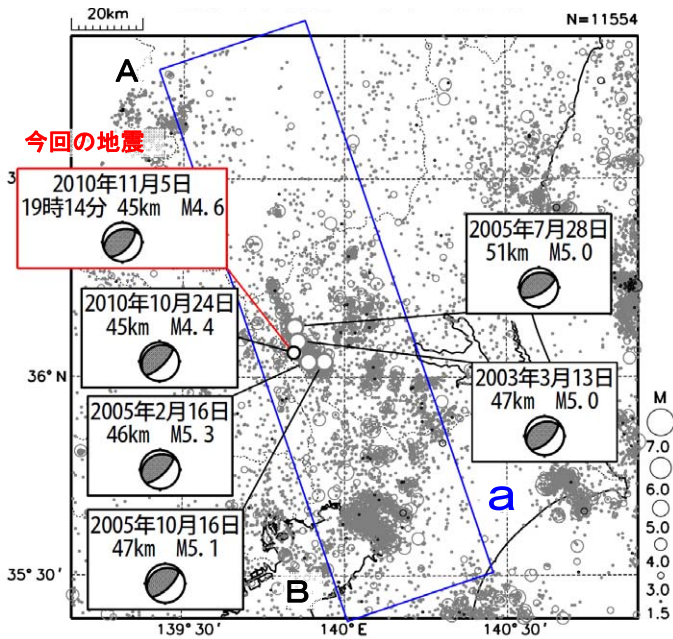 20km
N=11554
A
今回の地震
3
2010年11月5日
19時14分 45km M4.6
2005年7月28日
51km M5.0
2010年10月24日
45km M4.4
36°N
2003年3月13日
47km M5.0
2005年2月16日
46km M5.3
a
2005年10月16日
47km M5.1
35°30′
B
139°30′
140°E
140°30′
M
7.0
6.0
5.0
4.0
3.0
1.5